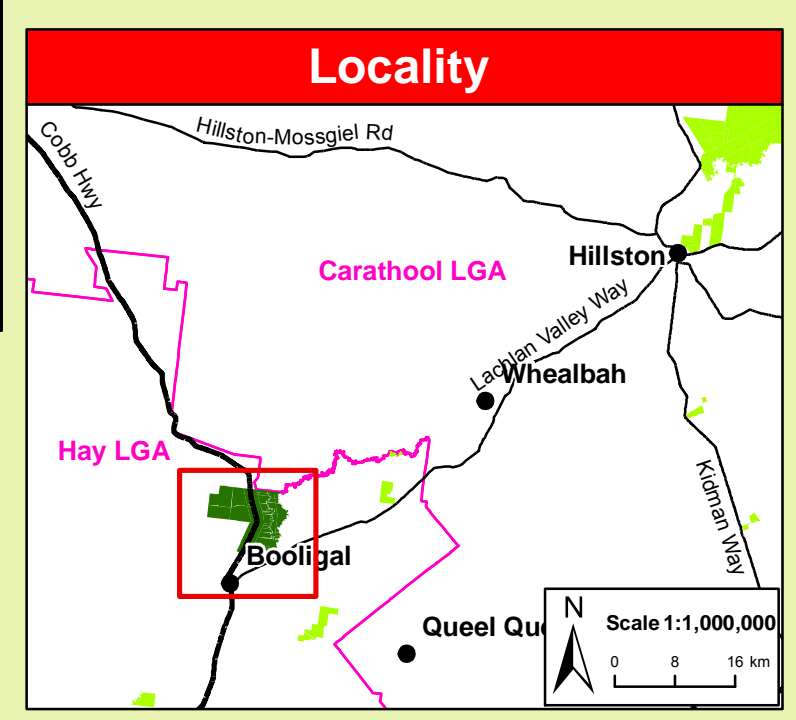 Locality
Hillston-Mossgiel Rd
Cobb Hwy
Hillston
Carathool LGA
Lachlan Valley Way
Whealbah
Hay LGA
Kidman Way
Booligal
N
Scale 1:1,000,000
Queel
0 8 16 km